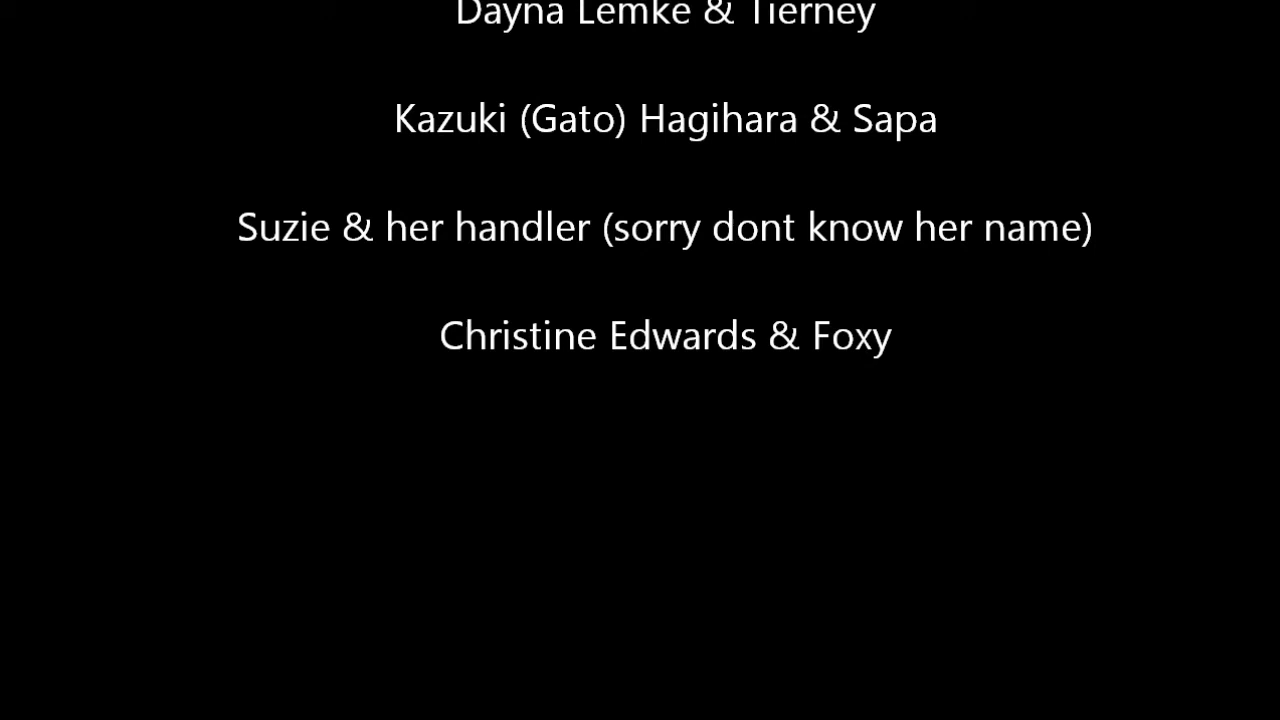 Dayna Lemke & Tierney
Kazuki (Gato) Hagihara & Sapa
Suzie & her handler (sorry dont know her name)
Christine Edwards & Foxy